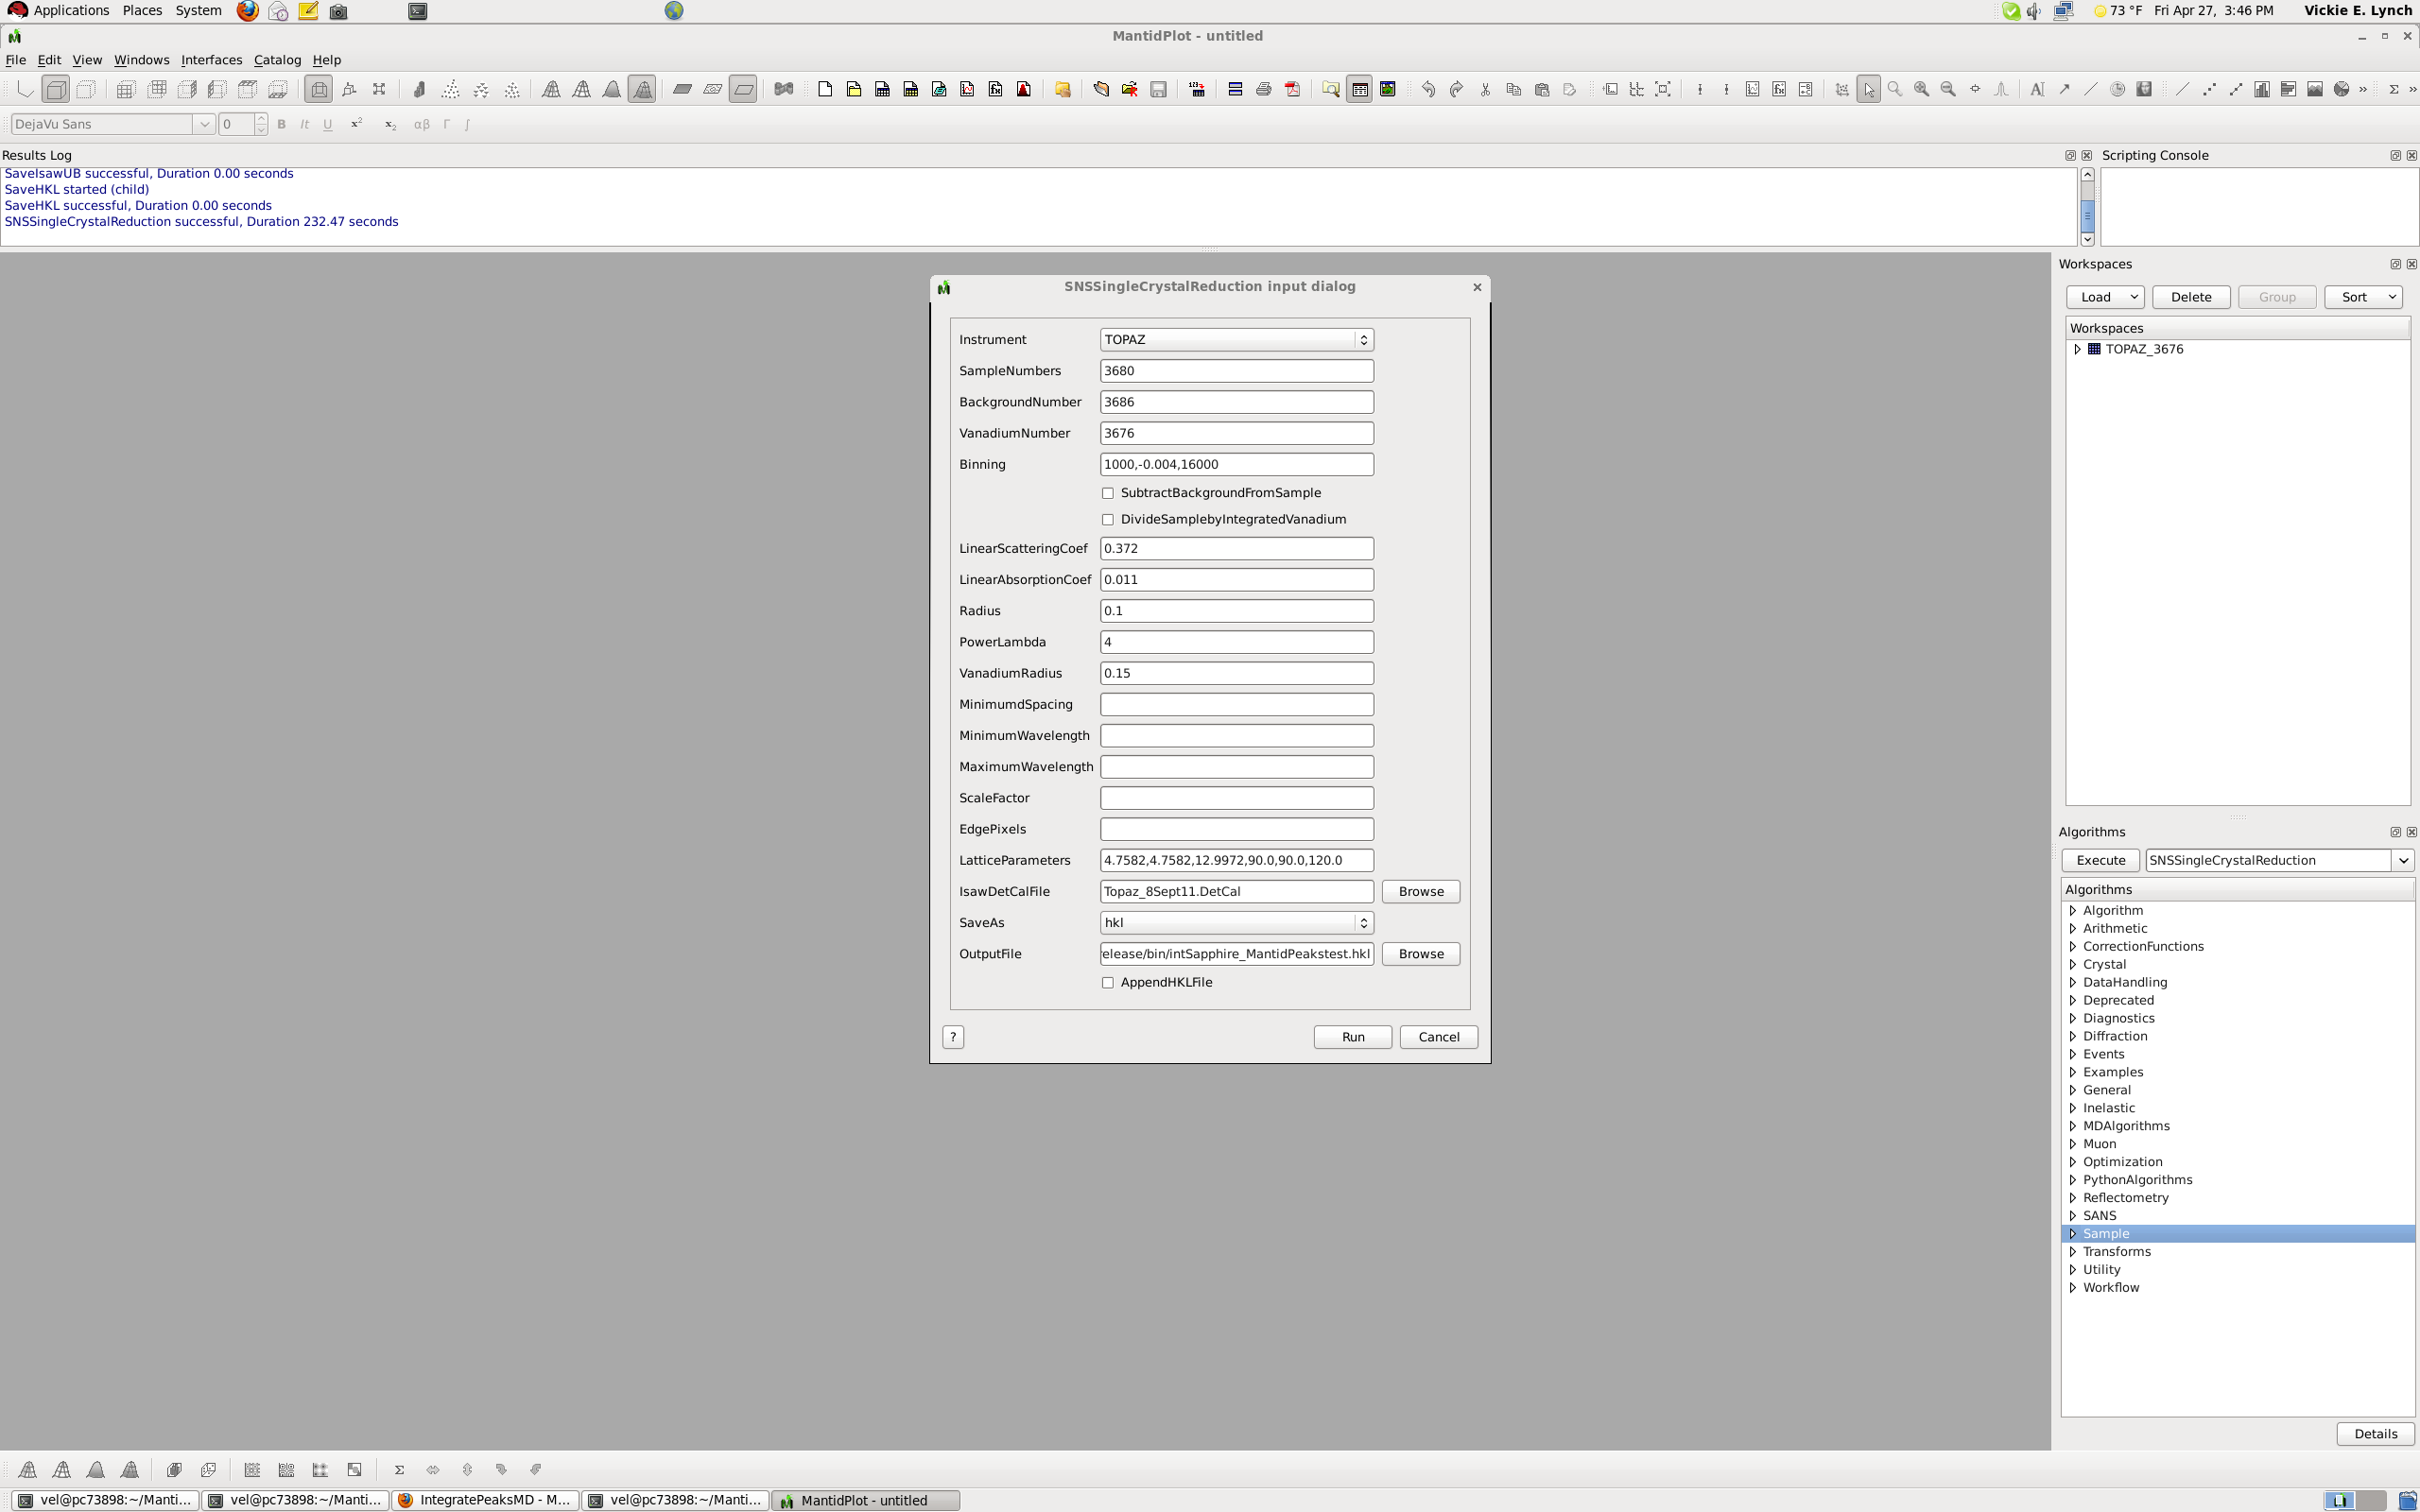 Applications Places System 73 °F Fri Apr 27, 3:46 PM Vickie E. Lynch
MantidPlot - untitled
File Edit View Windows Interfaces Catalog Help
DejaVu Sans 0 B It U x² x₂ αβ Γ ∫
Results Log
SaveIsawUB successful, Duration 0.00 seconds
SaveHKL started (child)
SaveHKL successful, Duration 0.00 seconds
SNSSingleCrystalReduction successful, Duration 232.47 seconds
Scripting Console
SNSSingleCrystalReduction input dialog
Instrument TOPAZ
SampleNumbers 3680
BackgroundNumber 3686
VanadiumNumber 3676
Binning 1000,-0.004,16000
SubtractBackgroundFromSample
DivideSamplebyIntegratedVanadium
LinearScatteringCoef 0.372
LinearAbsorptionCoef 0.011
Radius 0.1
PowerLambda 4
VanadiumRadius 0.15
MinimumdSpacing
MinimumWavelength
MaximumWavelength
ScaleFactor
EdgePixels
LatticeParameters 4.7582,4.7582,12.9972,90.0,90.0,120.0
IsawDetCalFile Topaz_8Sept11.DetCal Browse
SaveAs hkl
OutputFile elease/bin/intSapphire_MantidPeakstest.hkl Browse
AppendHKLFile
? Run Cancel
Workspaces
Load Delete Group Sort
Workspaces
TOPAZ_3676
Algorithms
Execute SNSSingleCrystalReduction
Algorithms
Algorithm
Arithmetic
CorrectionFunctions
Crystal
DataHandling
Deprecated
Diagnostics
Diffraction
Events
Examples
General
Inelastic
MDAlgorithms
Muon
Optimization
PythonAlgorithms
Reflectometry
SANS
Sample
Transforms
Utility
Workflow
Details
vel@pc73898:~/Manti... vel@pc73898:~/Manti... IntegratePeaksMD - M... vel@pc73898:~/Manti... MantidPlot - untitled